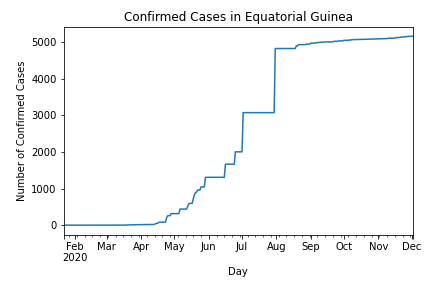 Confirmed Cases in Equatorial Guinea
Number of Confirmed Cases
5000
4000
3000
2000
1000
0
Feb Mar Apr May Jun Jul Aug Sep Oct Nov Dec
2020
Day